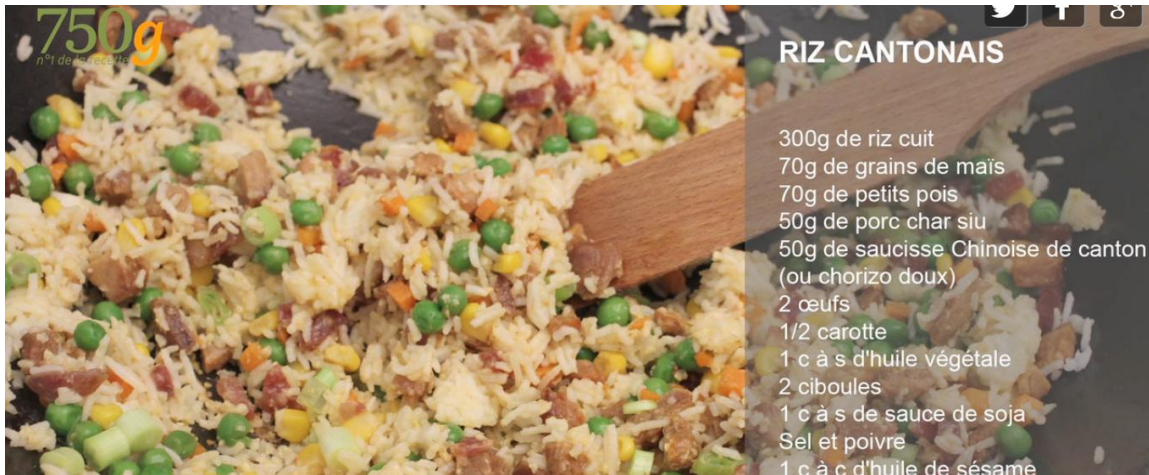 750g
n°1 de la recette
RIZ CANTONAIS
300g de riz cuit
70g de grains de maïs
70g de petits pois
50g de porc char siu
50g de saucisse Chinoise de canton
(ou chorizo doux)
2 œufs
1/2 carotte
1 c à s d'huile végétale
2 ciboules
1 c à s de sauce de soja
Sel et poivre
1 c à c d'huile de sésame